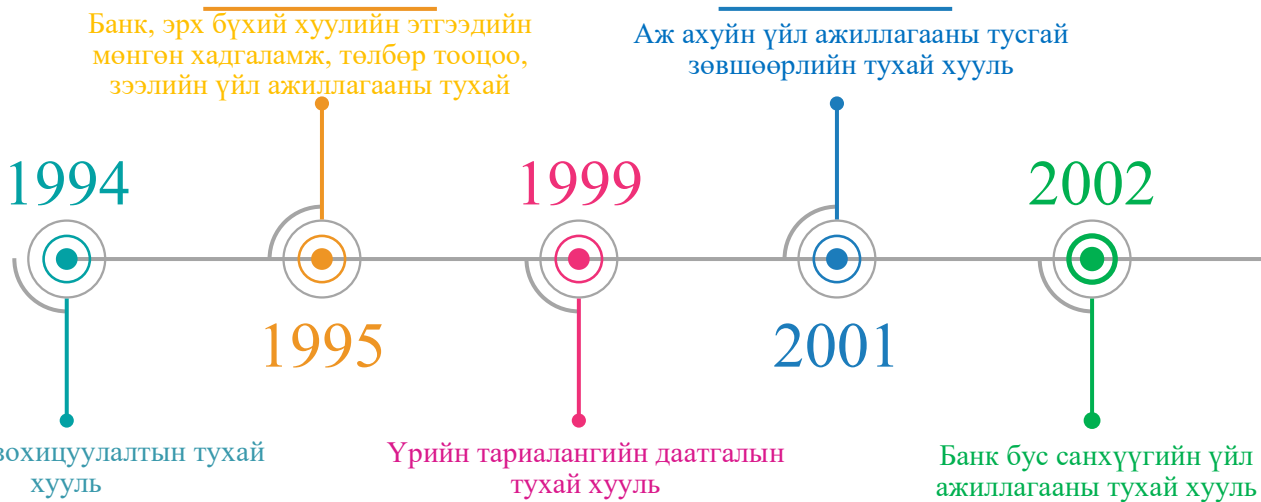 Банк, эрх бүхий хуулийн этгээдийн
мөнгөн хадгаламж, төлбөр тооцоо,
зээлийн үйл ажиллагааны тухай
Аж ахуйн үйл ажиллагааны тусгай
зөвшөөрлийн тухай хууль
1994
1999
2002
1995
2001
зохицуулалтын тухай
хууль
Үрийн тариалангийн даатгалын
тухай хууль
Банк бус санхүүгийн үйл
ажиллагааны тухай хууль